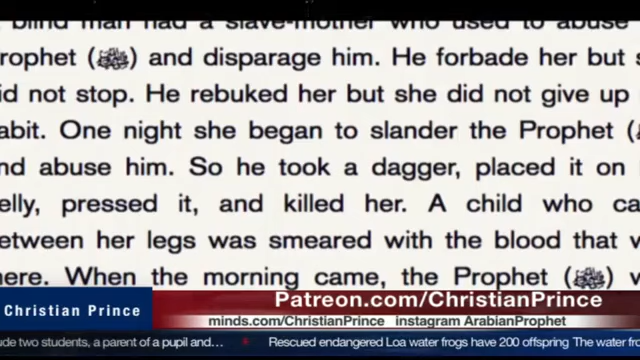 blind man had a slave-mother who used to abuse
rophet (ﷺ) and disparage him. He forbade her but s
id not stop. He rebuked her but she did not give up
abit. One night she began to slander the Prophet (
nd abuse him. So he took a dagger, placed it on
elly, pressed it, and killed her. A child who ca
etween her legs was smeared with the blood that w
here. When the morning came, the Prophet (ﷺ) w
Christian Prince
Patreon.com/ChristianPrince
minds.com/ChristianPrince instagram ArabianProphet
ude two students, a parent of a pupil and... Rescued endangered Loa water frogs have 200 offspring The water fro